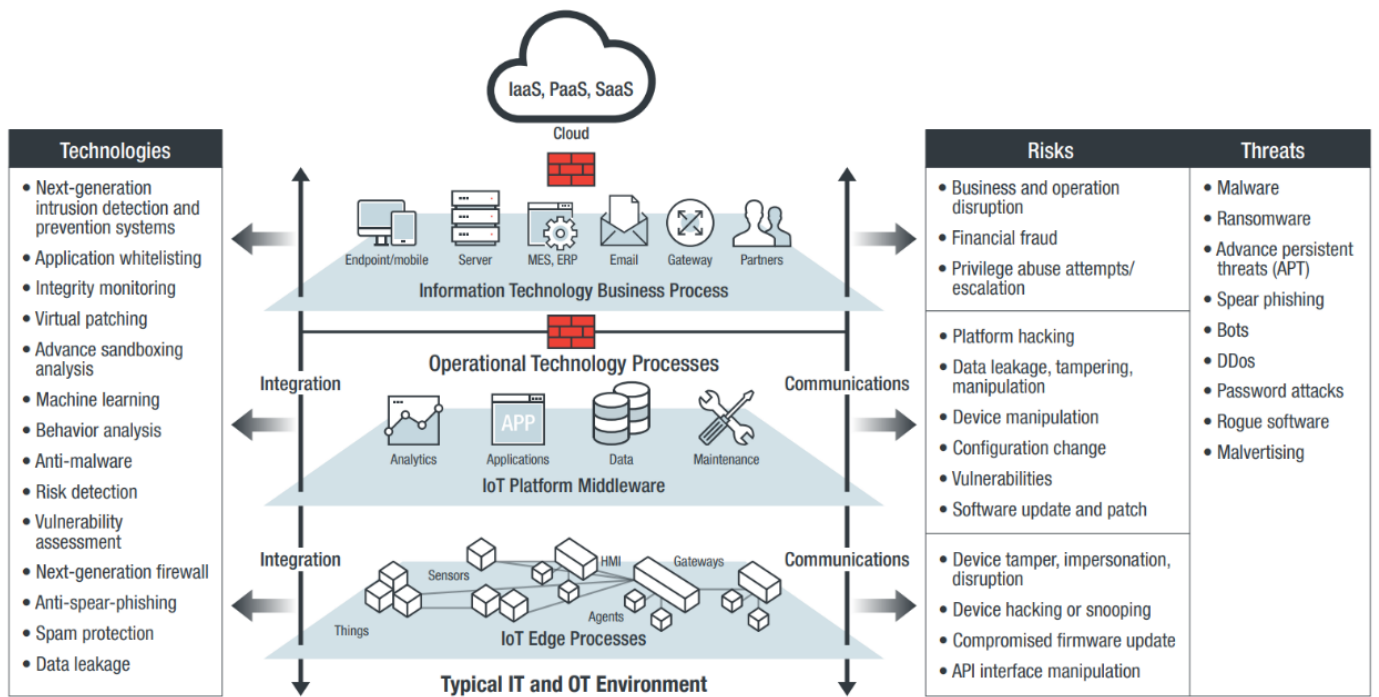 IaaS, PaaS, SaaS
Cloud
Technologies
• Next-generation
intrusion detection and
prevention systems
• Application whitelisting
• Integrity monitoring
• Virtual patching
• Advance sandboxing
analysis
• Machine learning
• Behavior analysis
• Anti-malware
• Risk detection
• Vulnerability
assessment
• Next-generation firewall
• Anti-spear-phishing
• Spam protection
• Data leakage
Endpoint/mobile
Server
MES, ERP
Email
Gateway
Partners
Information Technology Business Process
Operational Technology Processes
Integration
Communications
APP
Analytics
Applications
Data
Maintenance
IoT Platform Middleware
Integration
Communications
Sensors
HMI
Gateways
Things
Agents
IoT Edge Processes
Typical IT and OT Environment
Risks
• Business and operation
disruption
• Financial fraud
• Privilege abuse attempts/
escalation
• Platform hacking
• Data leakage, tampering,
manipulation
• Device manipulation
• Configuration change
• Vulnerabilities
• Software update and patch
• Device tamper, impersonation,
disruption
• Device hacking or snooping
• Compromised firmware update
• API interface manipulation
Threats
• Malware
• Ransomware
• Advance persistent
threats (APT)
• Spear phishing
• Bots
• DDos
• Password attacks
• Rogue software
• Malvertising